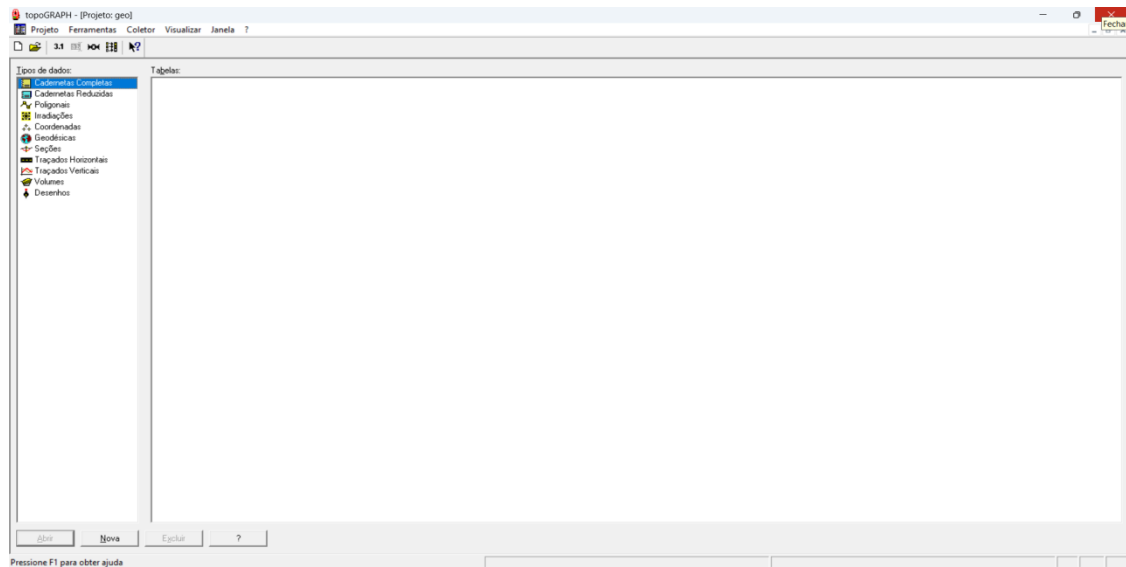 topoGRAPH - [Projeto: geo]
Fecha
Projeto Ferramentas Coletor Visualizar Janela ?
3.1 ?
Tipos de dados: Tabelas:
Cadernetas Completas
Cadernetas Reduzidas
Poligonais
Irradiações
Coordenadas
Geodésicas
Seções
Traçados Horizontais
Traçados Verticais
Volumes
Desenhos
Abrir Nova Excluir ?
Pressione F1 para obter ajuda